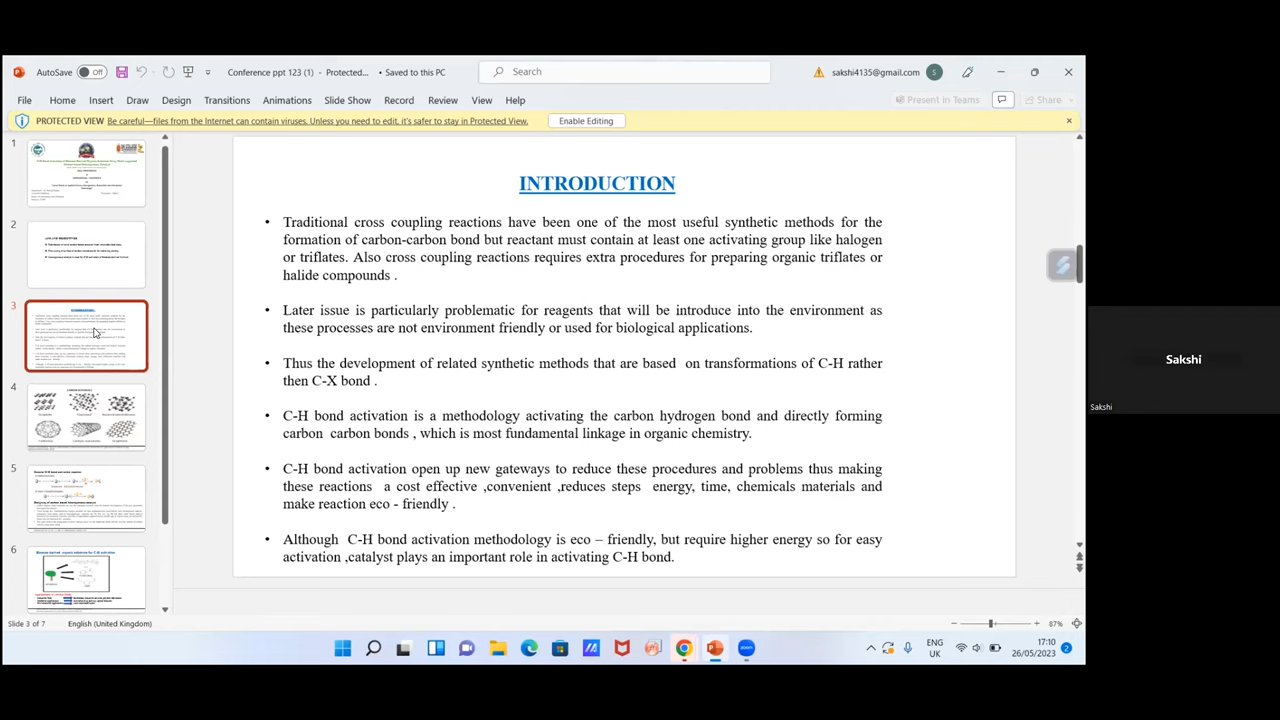 AutoSave Off Conference ppt 123 (1) - Protected... • Saved to this PC Search sakshi4135@gmail.com S
File Home Insert Draw Design Transitions Animations Slide Show Record Review View Help Present in Teams Share
PROTECTED VIEW Be careful—files from the Internet can contain viruses. Unless you need to edit, it's safer to stay in Protected View. Enable Editing
1
2
3
4
5
6
INTRODUCTION
• Traditional cross coupling reactions have been one of the most useful synthetic methods for the
formation of carbon-carbon bond but reactant must contain at least one activating group like halogen
or triflates. Also cross coupling reactions requires extra procedures for preparing organic triflates or
halide compounds .
• Later issue is particularly problematic for reagents that will be introduce into the environment as
these processes are not environment friendly or used for biological application.
• Thus the development of related synthetic methods that are based on transformations of C-H rather
then C-X bond .
• C-H bond activation is a methodology activating the carbon hydrogen bond and directly forming
carbon carbon bonds , which is most fundamental linkage in organic chemistry.
• C-H bond activation open up new gateways to reduce these procedures and problems thus making
these reactions a cost effective, convenient ,reduces steps energy, time, chemicals materials and
make reaction eco - friendly .
• Although C-H bond activation methodology is eco – friendly, but require higher energy so for easy
activation catalyst plays an important role in activating C-H bond.
Sakshi
Sakshi
Slide 3 of 7 English (United Kingdom) 87%
ENG
UK
17:10
26/05/2023
2